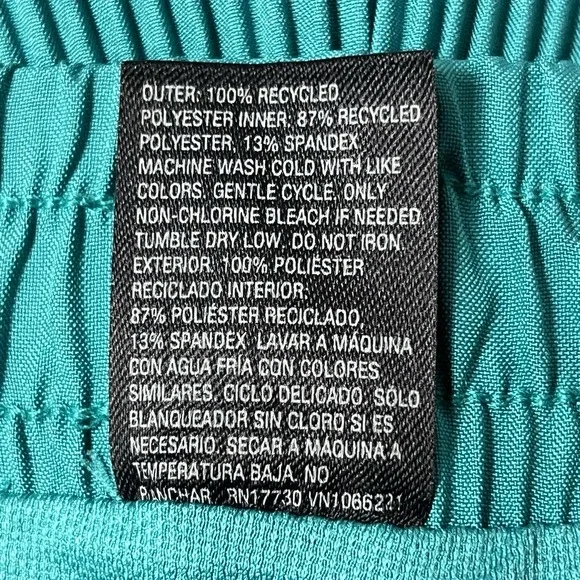 OUTER: 100% RECYCLED
POLYESTER INNER: 87% RECYCLED
POLYESTER, 13% SPANDEX
MACHINE WASH COLD WITH LIKE
COLORS, GENTLE CYCLE, ONLY
NON-CHLORINE BLEACH IF NEEDED
TUMBLE DRY LOW. DO NOT IRON.
EXTERIOR: 100% POLIÉSTER
RECICLADO INTERIOR:
87% POLIÉSTER RECICLADO,
13% SPANDEX LAVAR A MÁQUINA
CON AGUA FRÍA CON COLORES
SIMILARES, CICLO DELICADO, SÓLO
BLANQUEADOR SIN CLORO SI ES
NECESARIO. SECAR A MÁQUINA A
TEMPERATURA BAJA. NO
PLANCHAR. RN17730 VN1066221